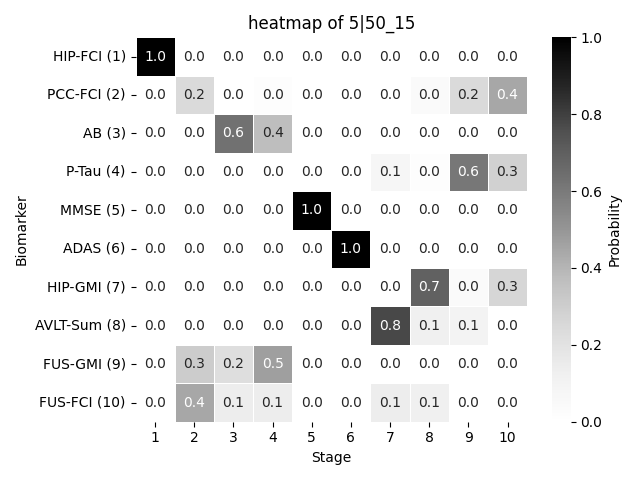 heatmap of 5|50_15
HIP-FCI (1) 1.0 0.0 0.0 0.0 0.0 0.0 0.0 0.0 0.0 0.0
PCC-FCI (2) 0.0 0.2 0.0 0.0 0.0 0.0 0.0 0.0 0.2 0.4
AB (3) 0.0 0.0 0.6 0.4 0.0 0.0 0.0 0.0 0.0 0.0
P-Tau (4) 0.0 0.0 0.0 0.0 0.0 0.0 0.1 0.0 0.6 0.3
MMSE (5) 0.0 0.0 0.0 0.0 1.0 0.0 0.0 0.0 0.0 0.0
ADAS (6) 0.0 0.0 0.0 0.0 0.0 1.0 0.0 0.0 0.0 0.0
HIP-GMI (7) 0.0 0.0 0.0 0.0 0.0 0.0 0.0 0.7 0.0 0.3
AVLT-Sum (8) 0.0 0.0 0.0 0.0 0.0 0.0 0.8 0.1 0.1 0.0
FUS-GMI (9) 0.0 0.3 0.2 0.5 0.0 0.0 0.0 0.0 0.0 0.0
FUS-FCI (10) 0.0 0.4 0.1 0.1 0.0 0.0 0.1 0.1 0.0 0.0
1 2 3 4 5 6 7 8 9 10
Stage
Biomarker
1.0
0.8
0.6
0.4
0.2
0.0
Probability